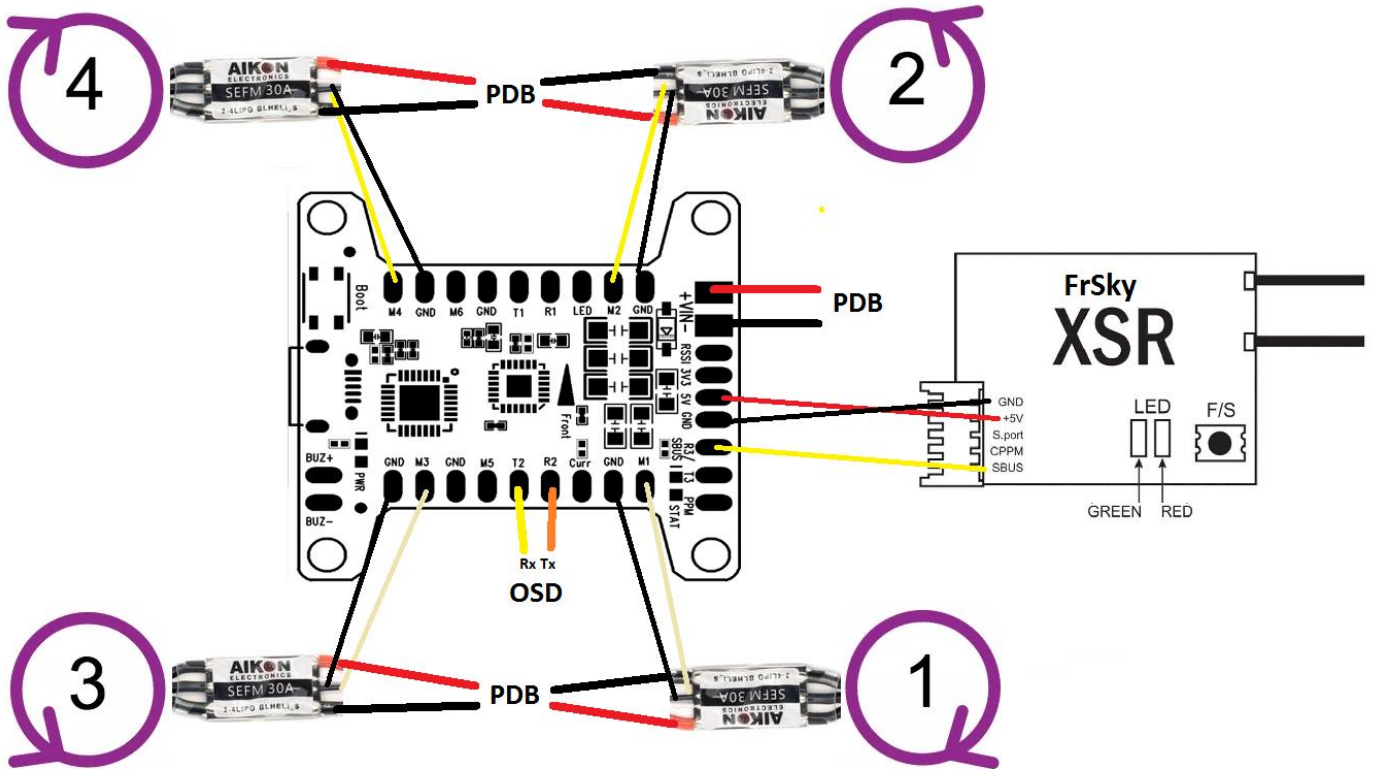 4
AIKON
ELECTRONICS
SEFM 30A
2-4LIPO BLHELI_S
PDB
2-4LIPO BLHELI_S
SEFM 30A
ELECTRONICS
AIKON
2
Boot
M4 GND M6 GND T1 R1 LED M2 GND
+VIN-
PDB
RSSI
3V3
5V
GND
R3/
SBUS
T3
PPM
STAT
Front
BUZ+
BUZ-
PWR
GND M3 GND M5 T2 R2 Curr GND M1
Rx Tx
OSD
FrSky
XSR
GND
+5V
S.port
CPPM
SBUS
LED
F/S
GREEN
RED
3
AIKON
ELECTRONICS
SEFM 30A
2-4LIPO BLHELI_S
PDB
2-4LIPO BLHELI_S
SEFM 30A
ELECTRONICS
AIKON
1